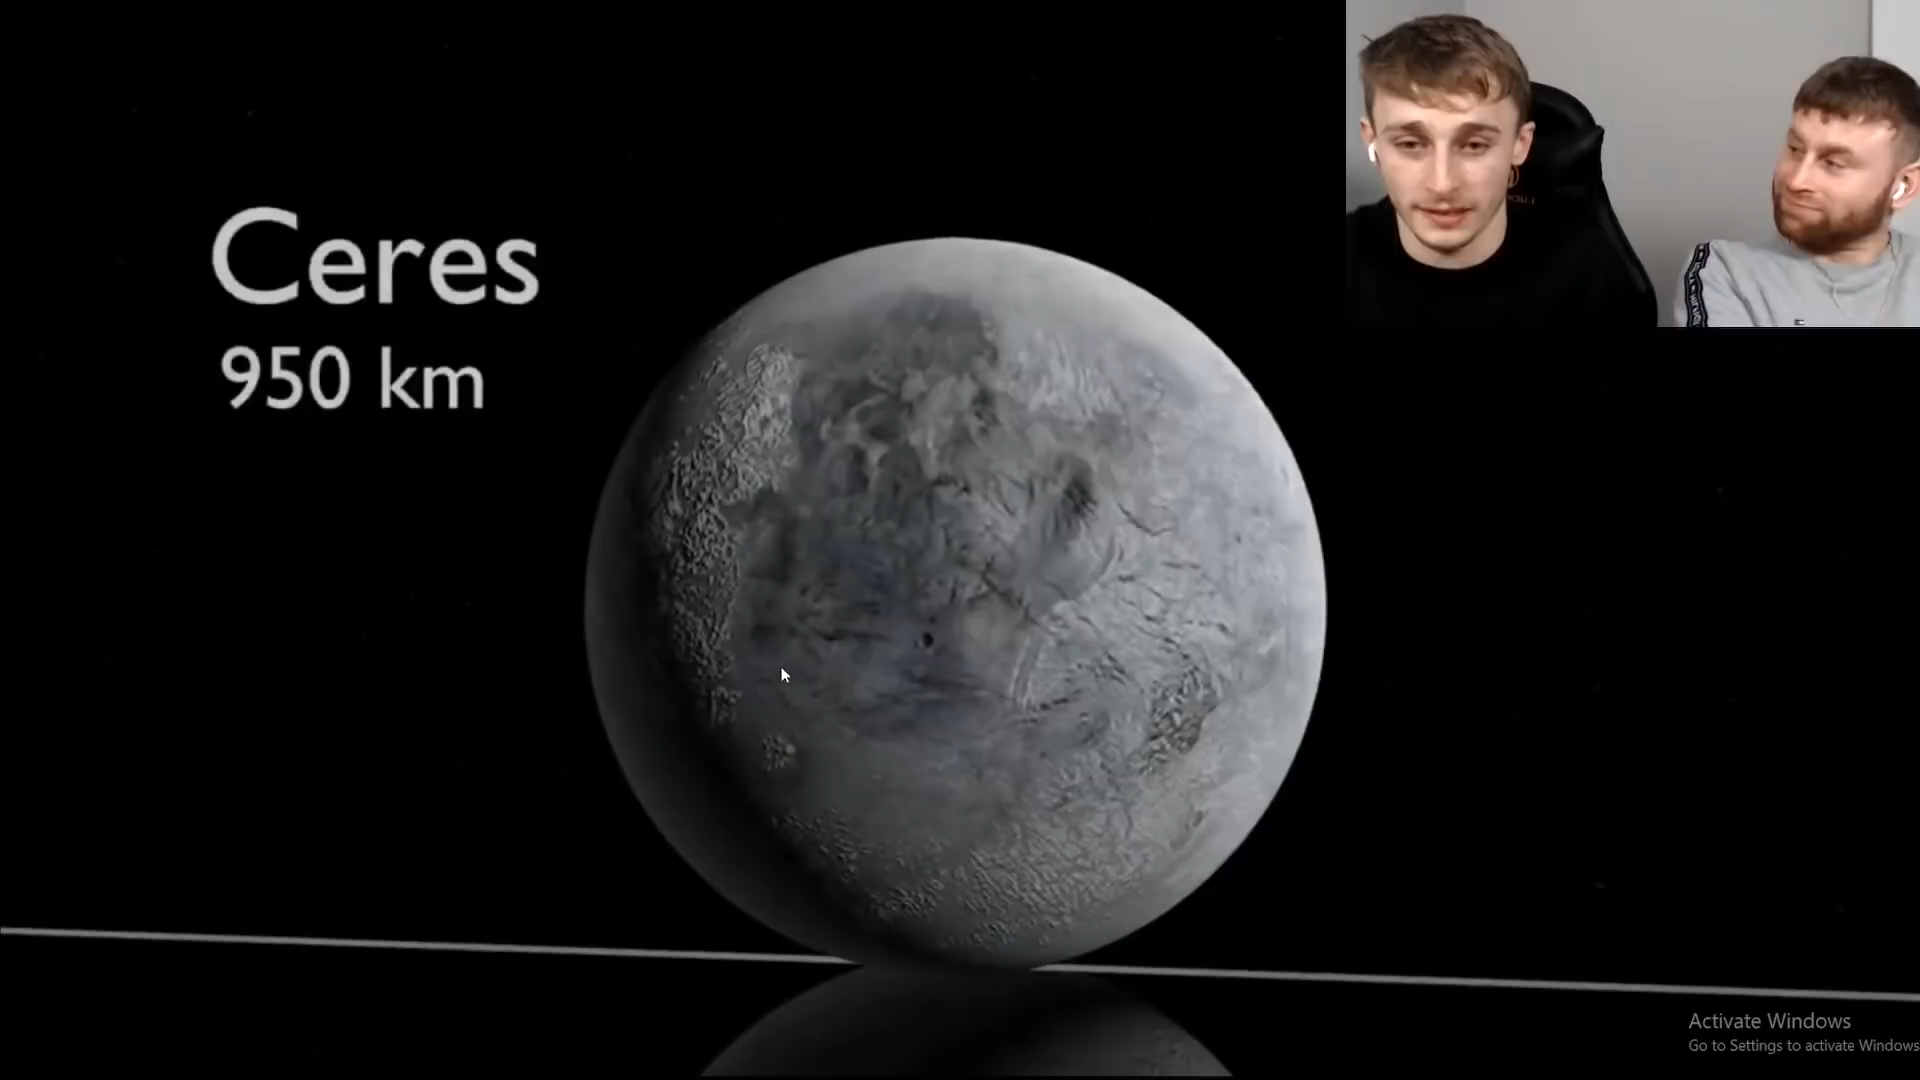 Ceres
950 km
Activate Windows
Go to Settings to activate Windows